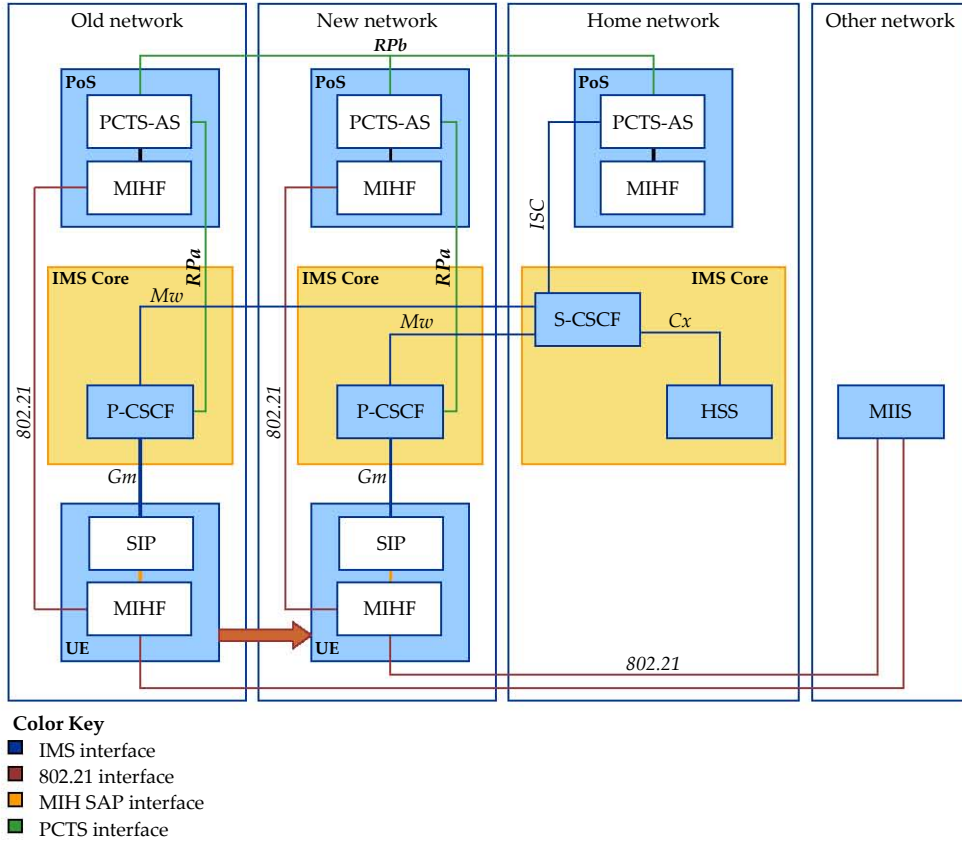 Old network
New network
Home network
Other network
RPb
PoS
PoS
PoS
PCTS-AS
PCTS-AS
PCTS-AS
MIHF
MIHF
MIHF
ISC
RPa
RPa
IMS Core
IMS Core
IMS Core
Mw
Mw
S-CSCF
Cx
802.21
802.21
P-CSCF
P-CSCF
HSS
MIIS
Gm
Gm
SIP
SIP
MIHF
MIHF
UE
UE
802.21
Color Key
IMS interface
802.21 interface
MIH SAP interface
PCTS interface